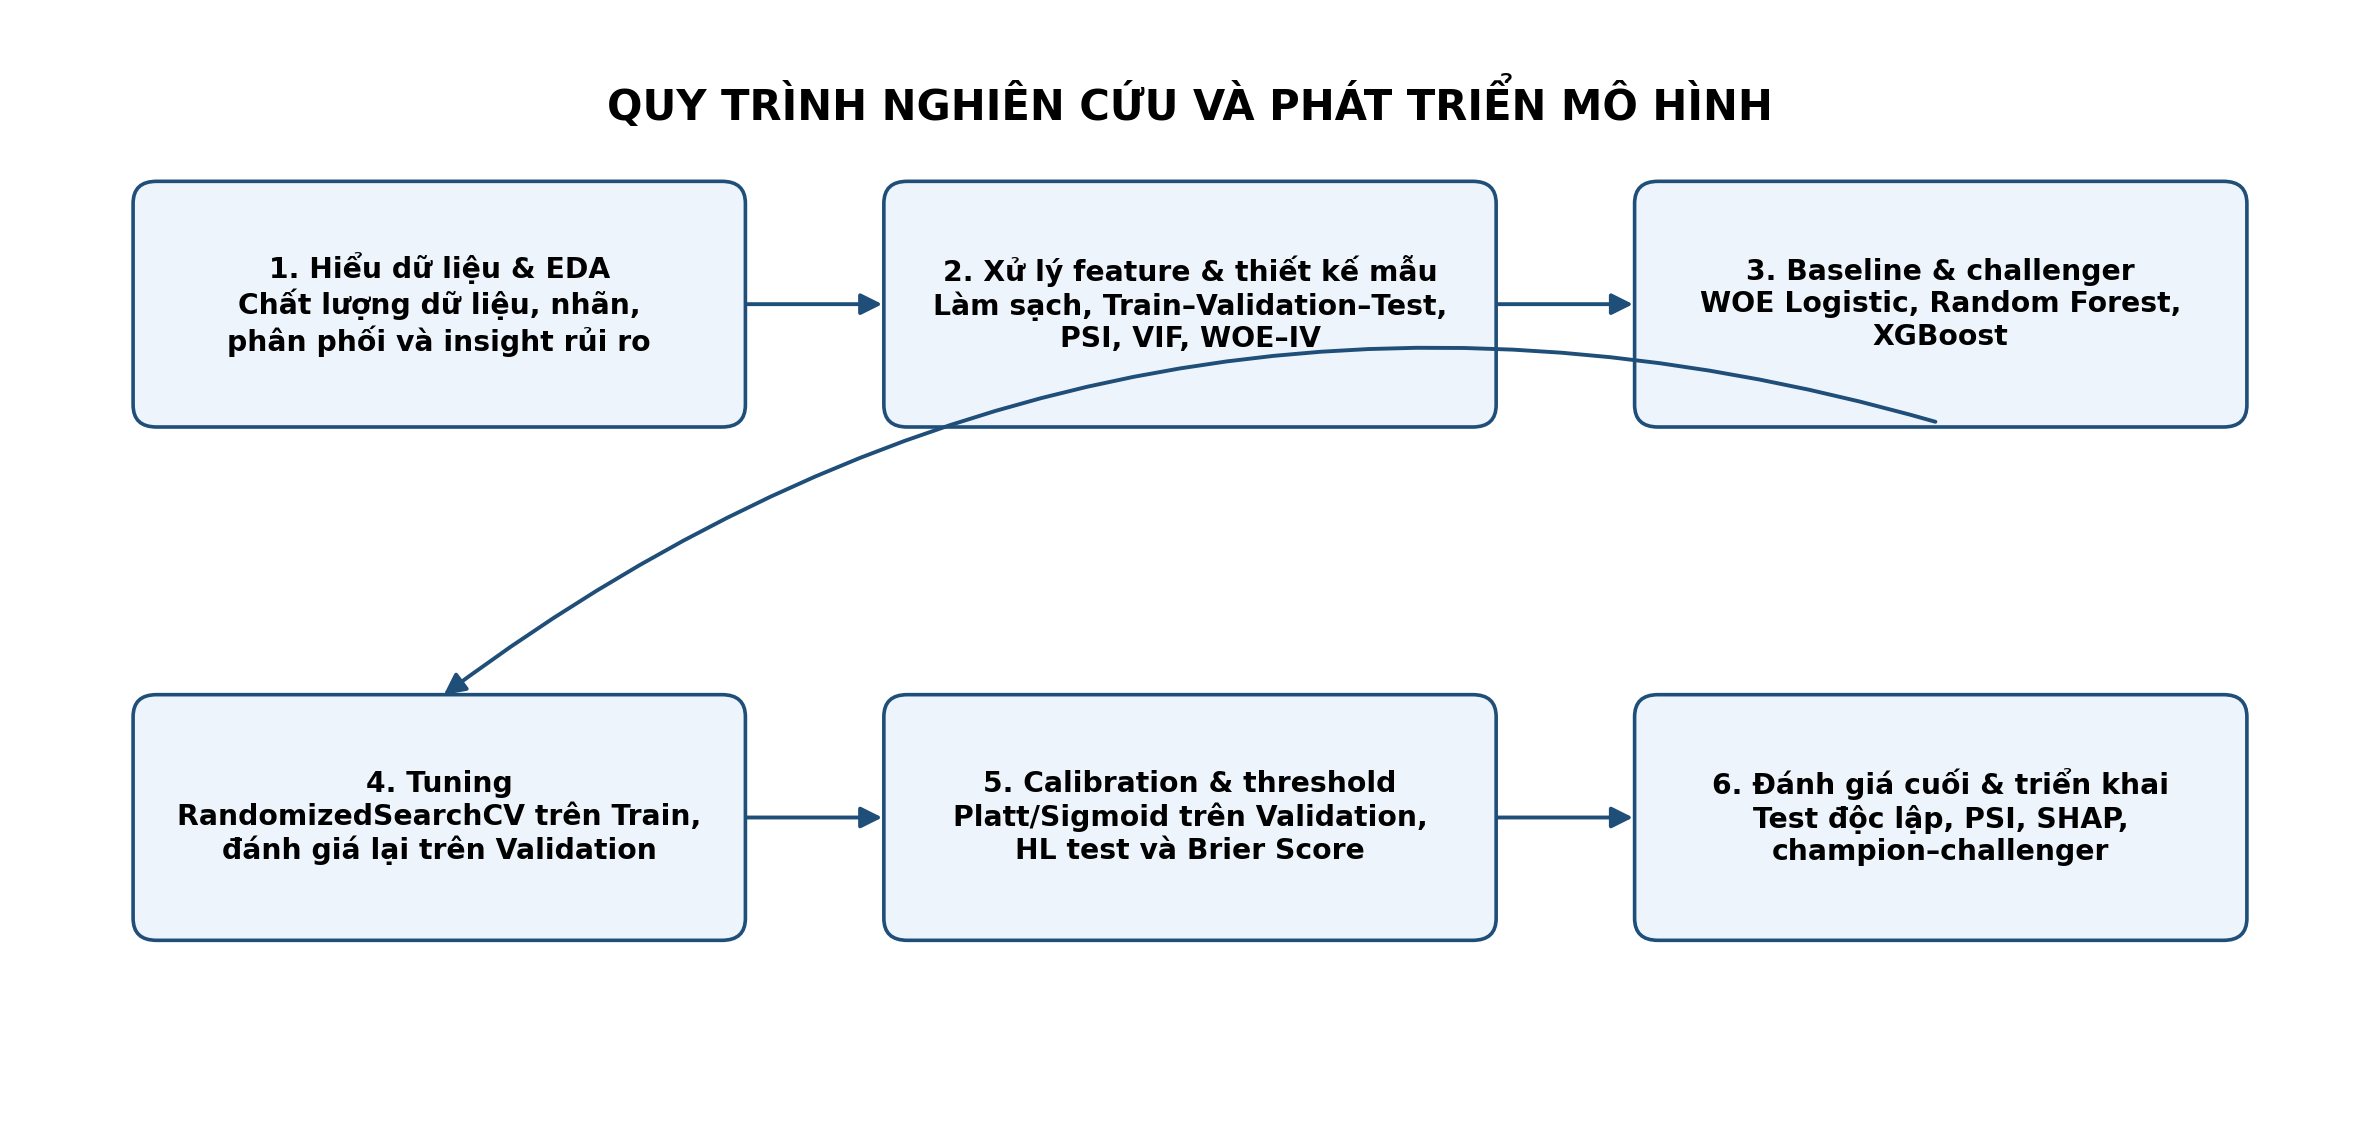 QUY TRÌNH NGHIÊN CỨU VÀ PHÁT TRIỂN MÔ HÌNH
1. Hiểu dữ liệu & EDA
Chất lượng dữ liệu, nhãn,
phân phối và insight rủi ro
2. Xử lý feature & thiết kế mẫu
Làm sạch, Train–Validation–Test,
PSI, VIF, WOE–IV
3. Baseline & challenger
WOE Logistic, Random Forest,
XGBoost
4. Tuning
RandomizedSearchCV trên Train,
đánh giá lại trên Validation
5. Calibration & threshold
Platt/Sigmoid trên Validation,
HL test và Brier Score
6. Đánh giá cuối & triển khai
Test độc lập, PSI, SHAP,
champion–challenger